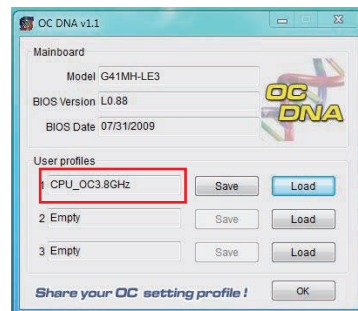 OC DNA v1.1
Mainboard
Model G41MH-LE3
BIOS Version L0.88
BIOS Date 07/31/2009
OC
DNA
User profiles
1 CPU_OC3.8GHz Save Load
2 Empty Save Load
3 Empty Save Load
Share your OC setting profile! OK